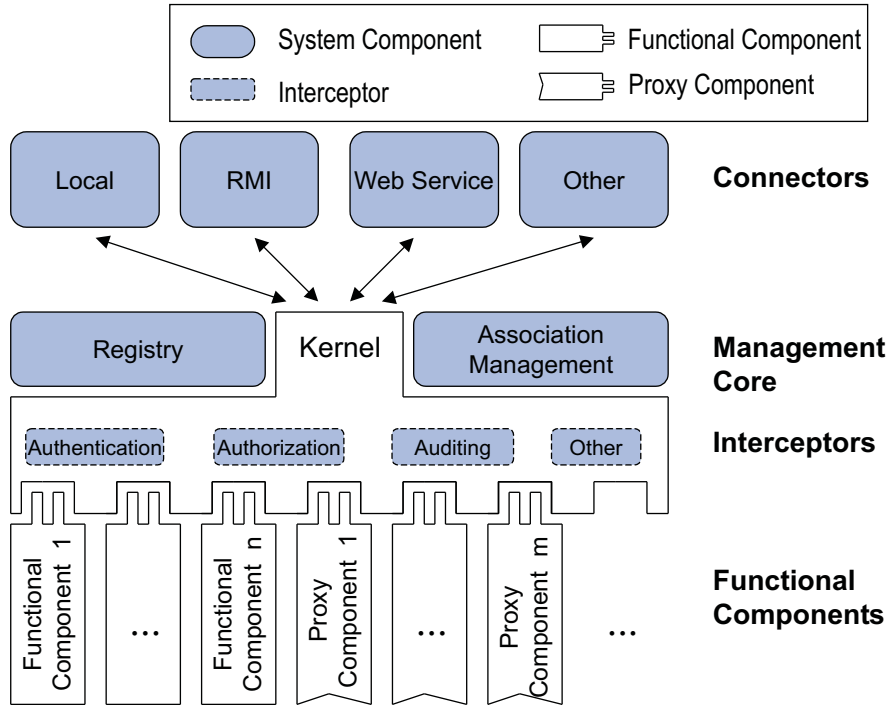 System Component
Functional Component
Interceptor
Proxy Component
Local
RMI
Web Service
Other
Connectors
Registry
Kernel
Association
Management
Management
Core
Authentication
Authorization
Auditing
Other
Interceptors
Functional
Component 1
...
Functional
Component n
Proxy
Component 1
...
Proxy
Component m
...
Functional
Components